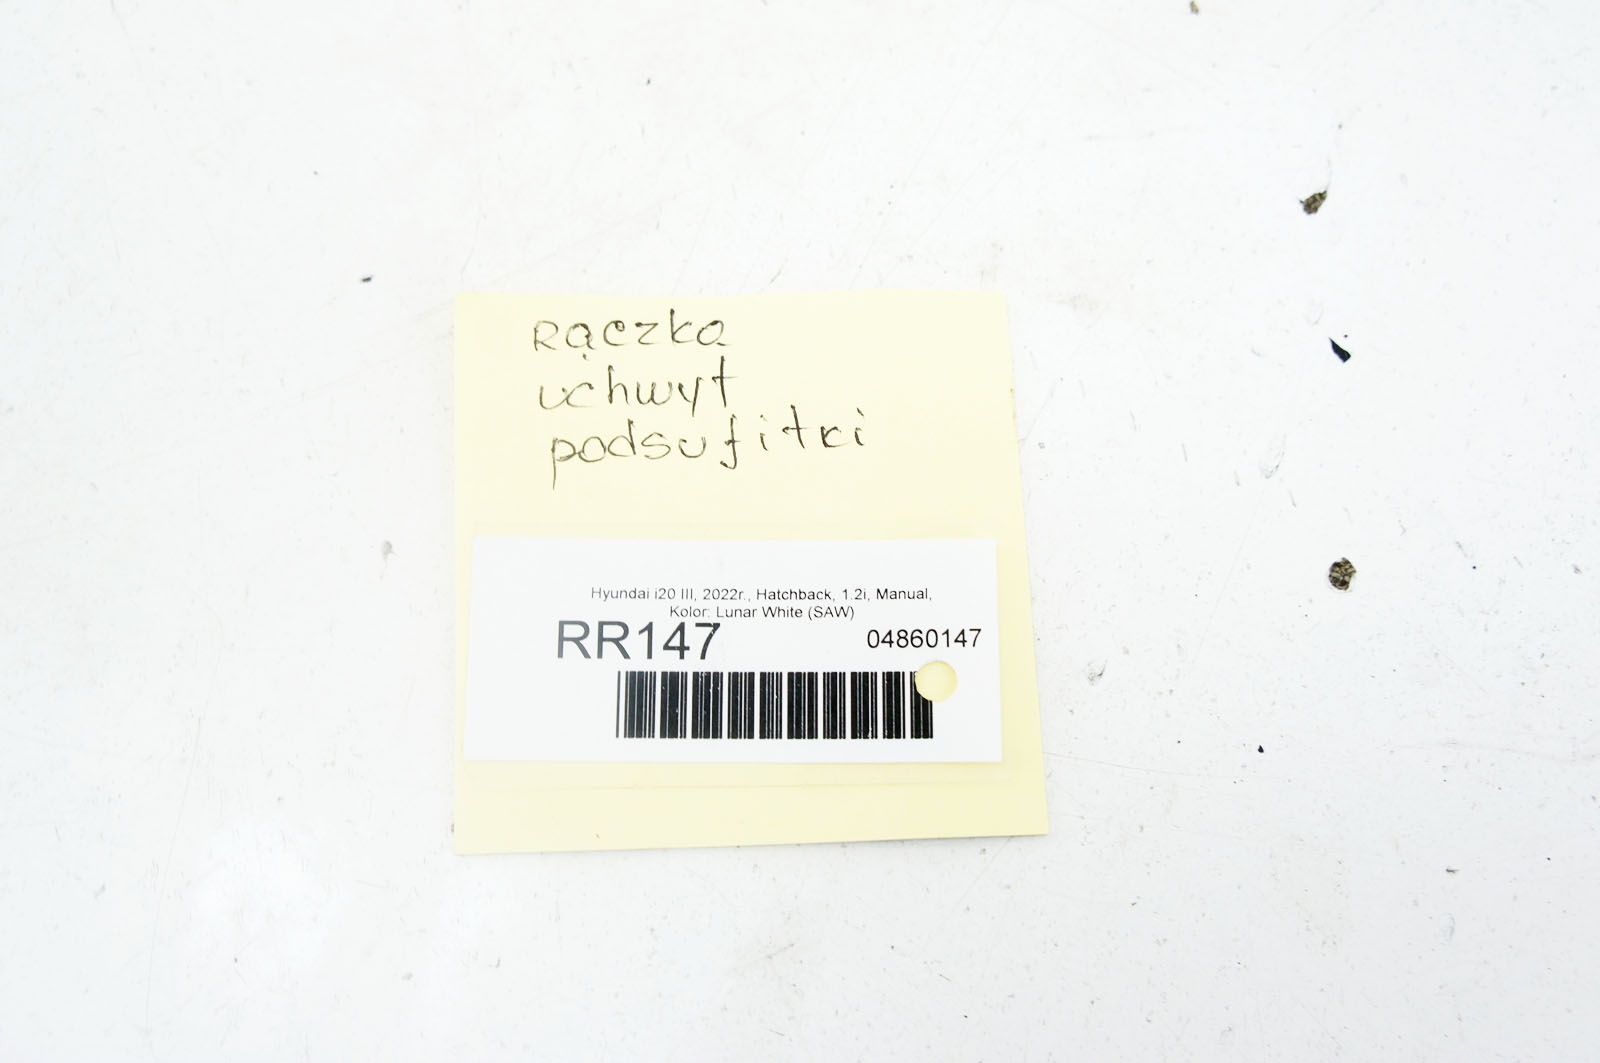 Rączka
uchwyt
podsufitki
Hyundai i20 III, 2022r., Hatchback, 1.2i, Manual,
Kolor: Lunar White (SAW)
RR147 04860147